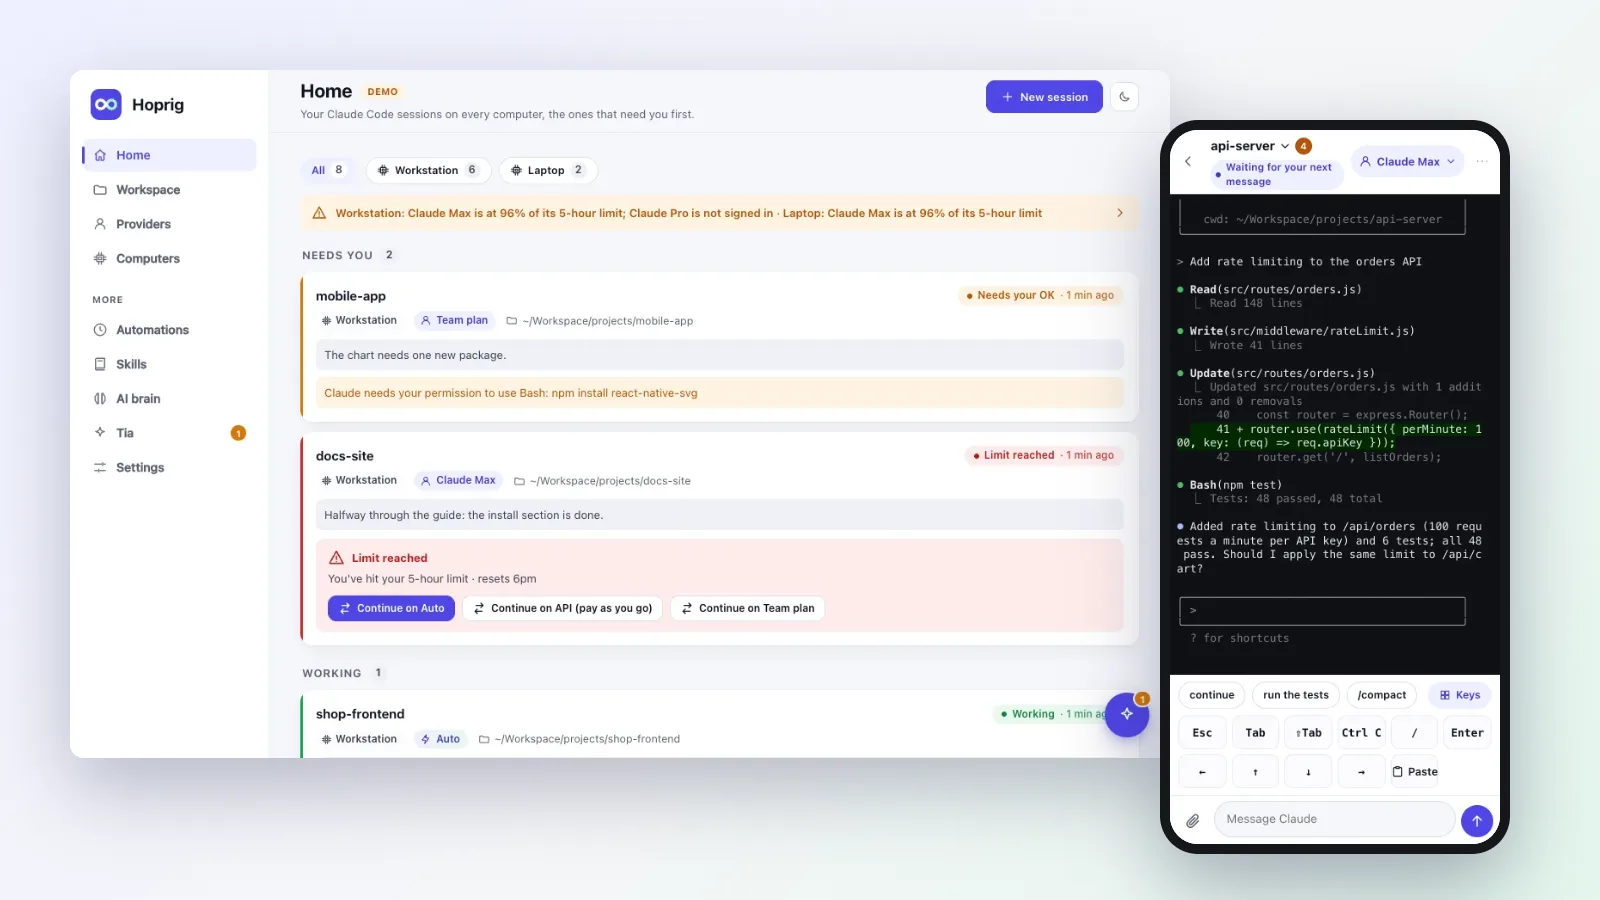 Hoprig
Home
Workspace
Providers
Computers
MORE
Automations
Skills
AI brain
Tia 1
Settings
Home DEMO
Your Claude Code sessions on every computer, the ones that need you first.
+ New session
All 8 Workstation 6 Laptop 2
Workstation: Claude Max is at 96% of its 5-hour limit; Claude Pro is not signed in · Laptop: Claude Max is at 96% of its 5-hour limit
NEEDS YOU 2
mobile-app
Needs your OK · 1 min ago
Workstation Team plan ~/Workspace/projects/mobile-app
The chart needs one new package.
Claude needs your permission to use Bash: npm install react-native-svg
docs-site
Limit reached · 1 min ago
Workstation Claude Max ~/Workspace/projects/docs-site
Halfway through the guide: the install section is done.
Limit reached
You've hit your 5-hour limit · resets 6pm
Continue on Auto Continue on API (pay as you go) Continue on Team plan
WORKING 1
shop-frontend
Working · 1 min
1
Workstation Auto ~/Workspace/projects/shop-frontend
api-server 4
Waiting for your next
message
Claude Max
cwd: ~/Workspace/projects/api-server
> Add rate limiting to the orders API
Read(src/routes/orders.js)
Read 148 lines
Write(src/middleware/rateLimit.js)
Wrote 41 lines
Update(src/routes/orders.js)
Updated src/routes/orders.js with 1 addit
ions and 0 removals
40 const router = express.Router();
41 + router.use(rateLimit({ perMinute: 1
00, key: (req) => req.apiKey }));
42 router.get('/', listOrders);
Bash(npm test)
Tests: 48 passed, 48 total
Added rate limiting to /api/orders (100 requ
ests a minute per API key) and 6 tests; all 48
pass. Should I apply the same limit to /api/c
art?
>
? for shortcuts
continue run the tests /compact Keys
Esc Tab ⇧Tab Ctrl C / Enter
← ↑ ↓ → Paste
Message Claude